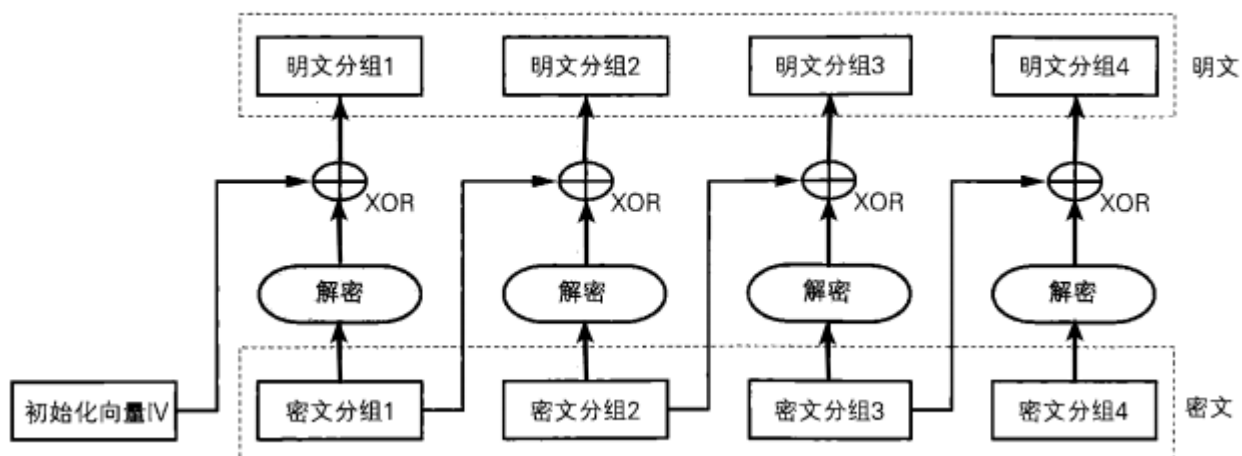 明文分组1
明文分组2
明文分组3
明文分组4
明文
XOR
XOR
XOR
XOR
解密
解密
解密
解密
初始化向量IV
密文分组1
密文分组2
密文分组3
密文分组4
密文